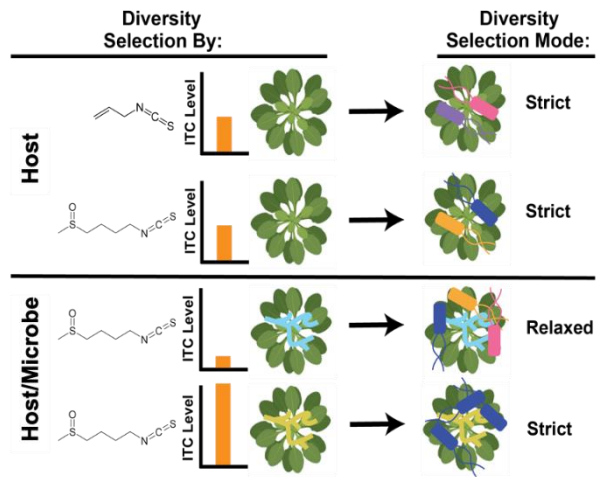 Diversity
Selection By:
Diversity
Selection Mode:
Host
N=C=S
ITC Level
Strict
O
S
N=C=S
ITC Level
Strict
Host/Microbe
O
S
N=C=S
ITC Level
Relaxed
O
S
N=C=S
ITC Level
Strict